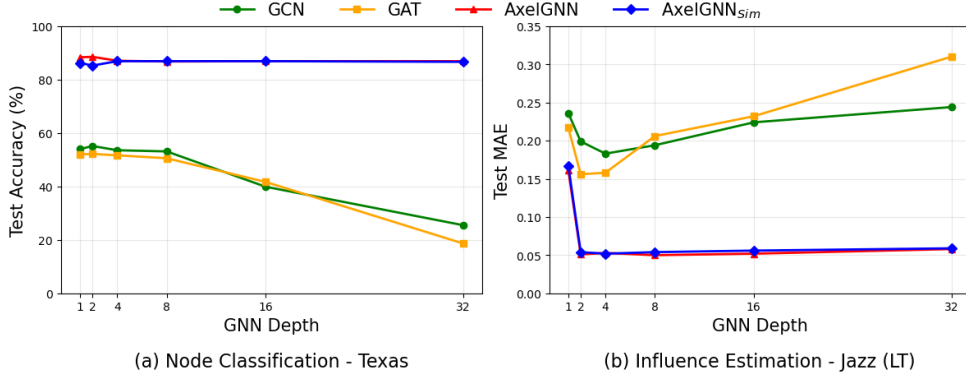 GCN GAT AxelGNN AxelGNN_Sim
100
80
60
40
20
0
Test Accuracy (%)
1 2 4 8 16 32
GNN Depth
(a) Node Classification - Texas
0.35
0.30
0.25
0.20
0.15
0.10
0.05
0.00
Test MAE
1 2 4 8 16 32
GNN Depth
(b) Influence Estimation - Jazz (LT)